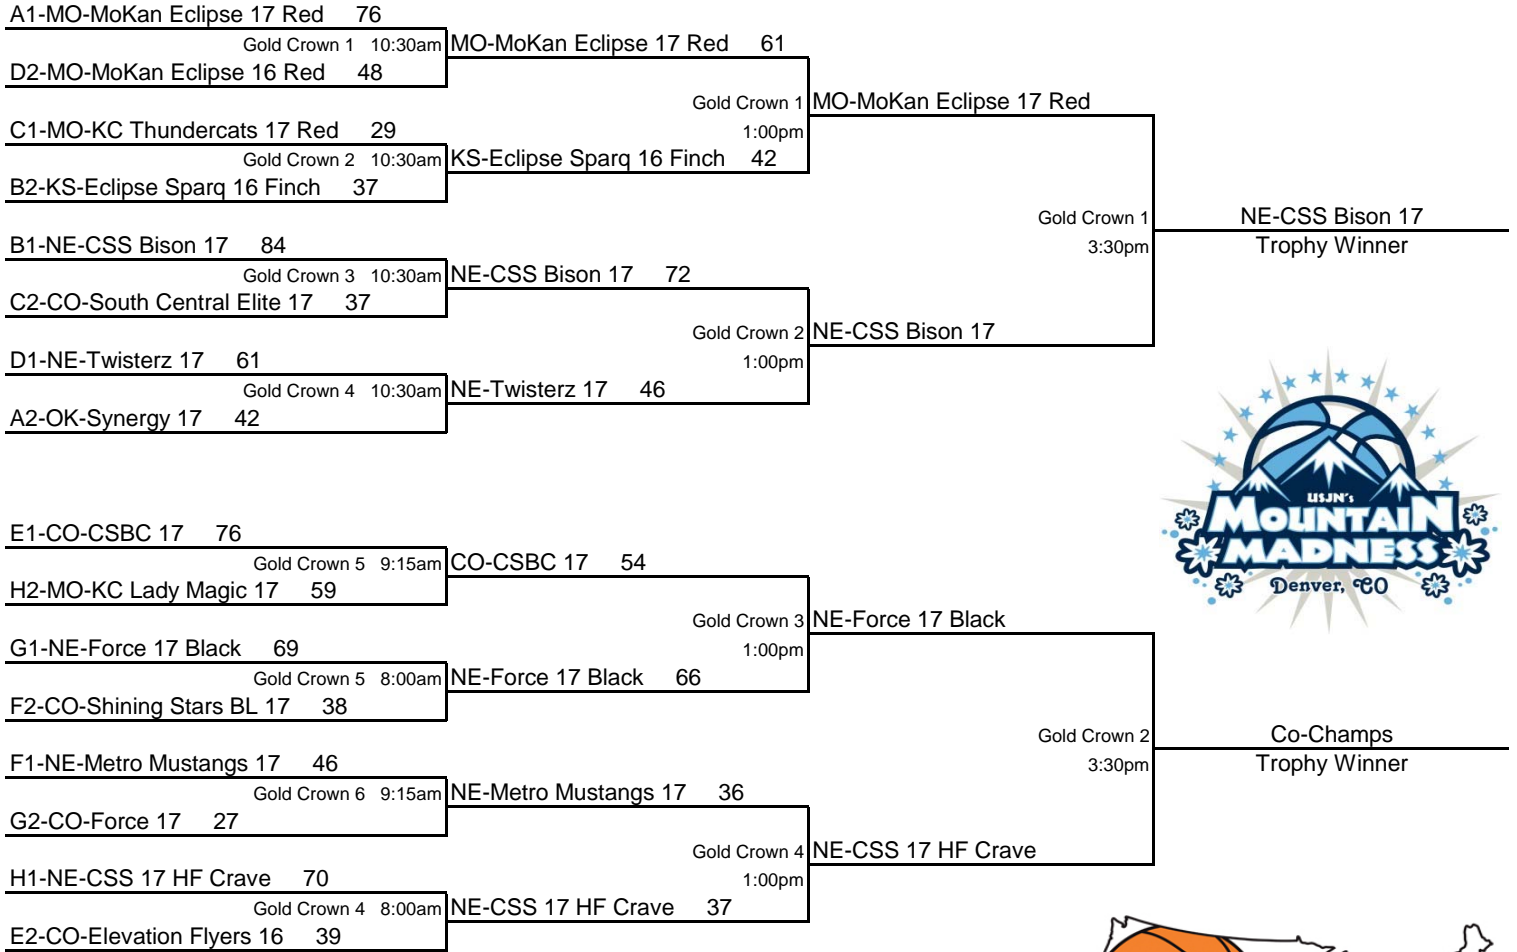 A1-MO-MoKan Eclipse 17 Red 76
Gold Crown 1 10:30am
D2-MO-MoKan Eclipse 16 Red 48
MO-MoKan Eclipse 17 Red 61
C1-MO-KC Thundercats 17 Red 29
Gold Crown 2 10:30am
B2-KS-Eclipse Sparq 16 Finch 37
KS-Eclipse Sparq 16 Finch 42
Gold Crown 1
1:00pm
MO-MoKan Eclipse 17 Red
B1-NE-CSS Bison 17 84
Gold Crown 3 10:30am
C2-CO-South Central Elite 17 37
NE-CSS Bison 17 72
D1-NE-Twisterz 17 61
Gold Crown 4 10:30am
A2-OK-Synergy 17 42
NE-Twisterz 17 46
Gold Crown 2
1:00pm
NE-CSS Bison 17
Gold Crown 1
3:30pm
NE-CSS Bison 17
Trophy Winner
USJN's
MOUNTAIN
MADNESS
Denver, CO
E1-CO-CSBC 17 76
Gold Crown 5 9:15am
H2-MO-KC Lady Magic 17 59
CO-CSBC 17 54
G1-NE-Force 17 Black 69
Gold Crown 5 8:00am
F2-CO-Shining Stars BL 17 38
NE-Force 17 Black 66
Gold Crown 3
1:00pm
NE-Force 17 Black
F1-NE-Metro Mustangs 17 46
Gold Crown 6 9:15am
G2-CO-Force 17 27
NE-Metro Mustangs 17 36
H1-NE-CSS 17 HF Crave 70
Gold Crown 4 8:00am
E2-CO-Elevation Flyers 16 39
NE-CSS 17 HF Crave 37
Gold Crown 4
1:00pm
NE-CSS 17 HF Crave
Gold Crown 2
3:30pm
Co-Champs
Trophy Winner